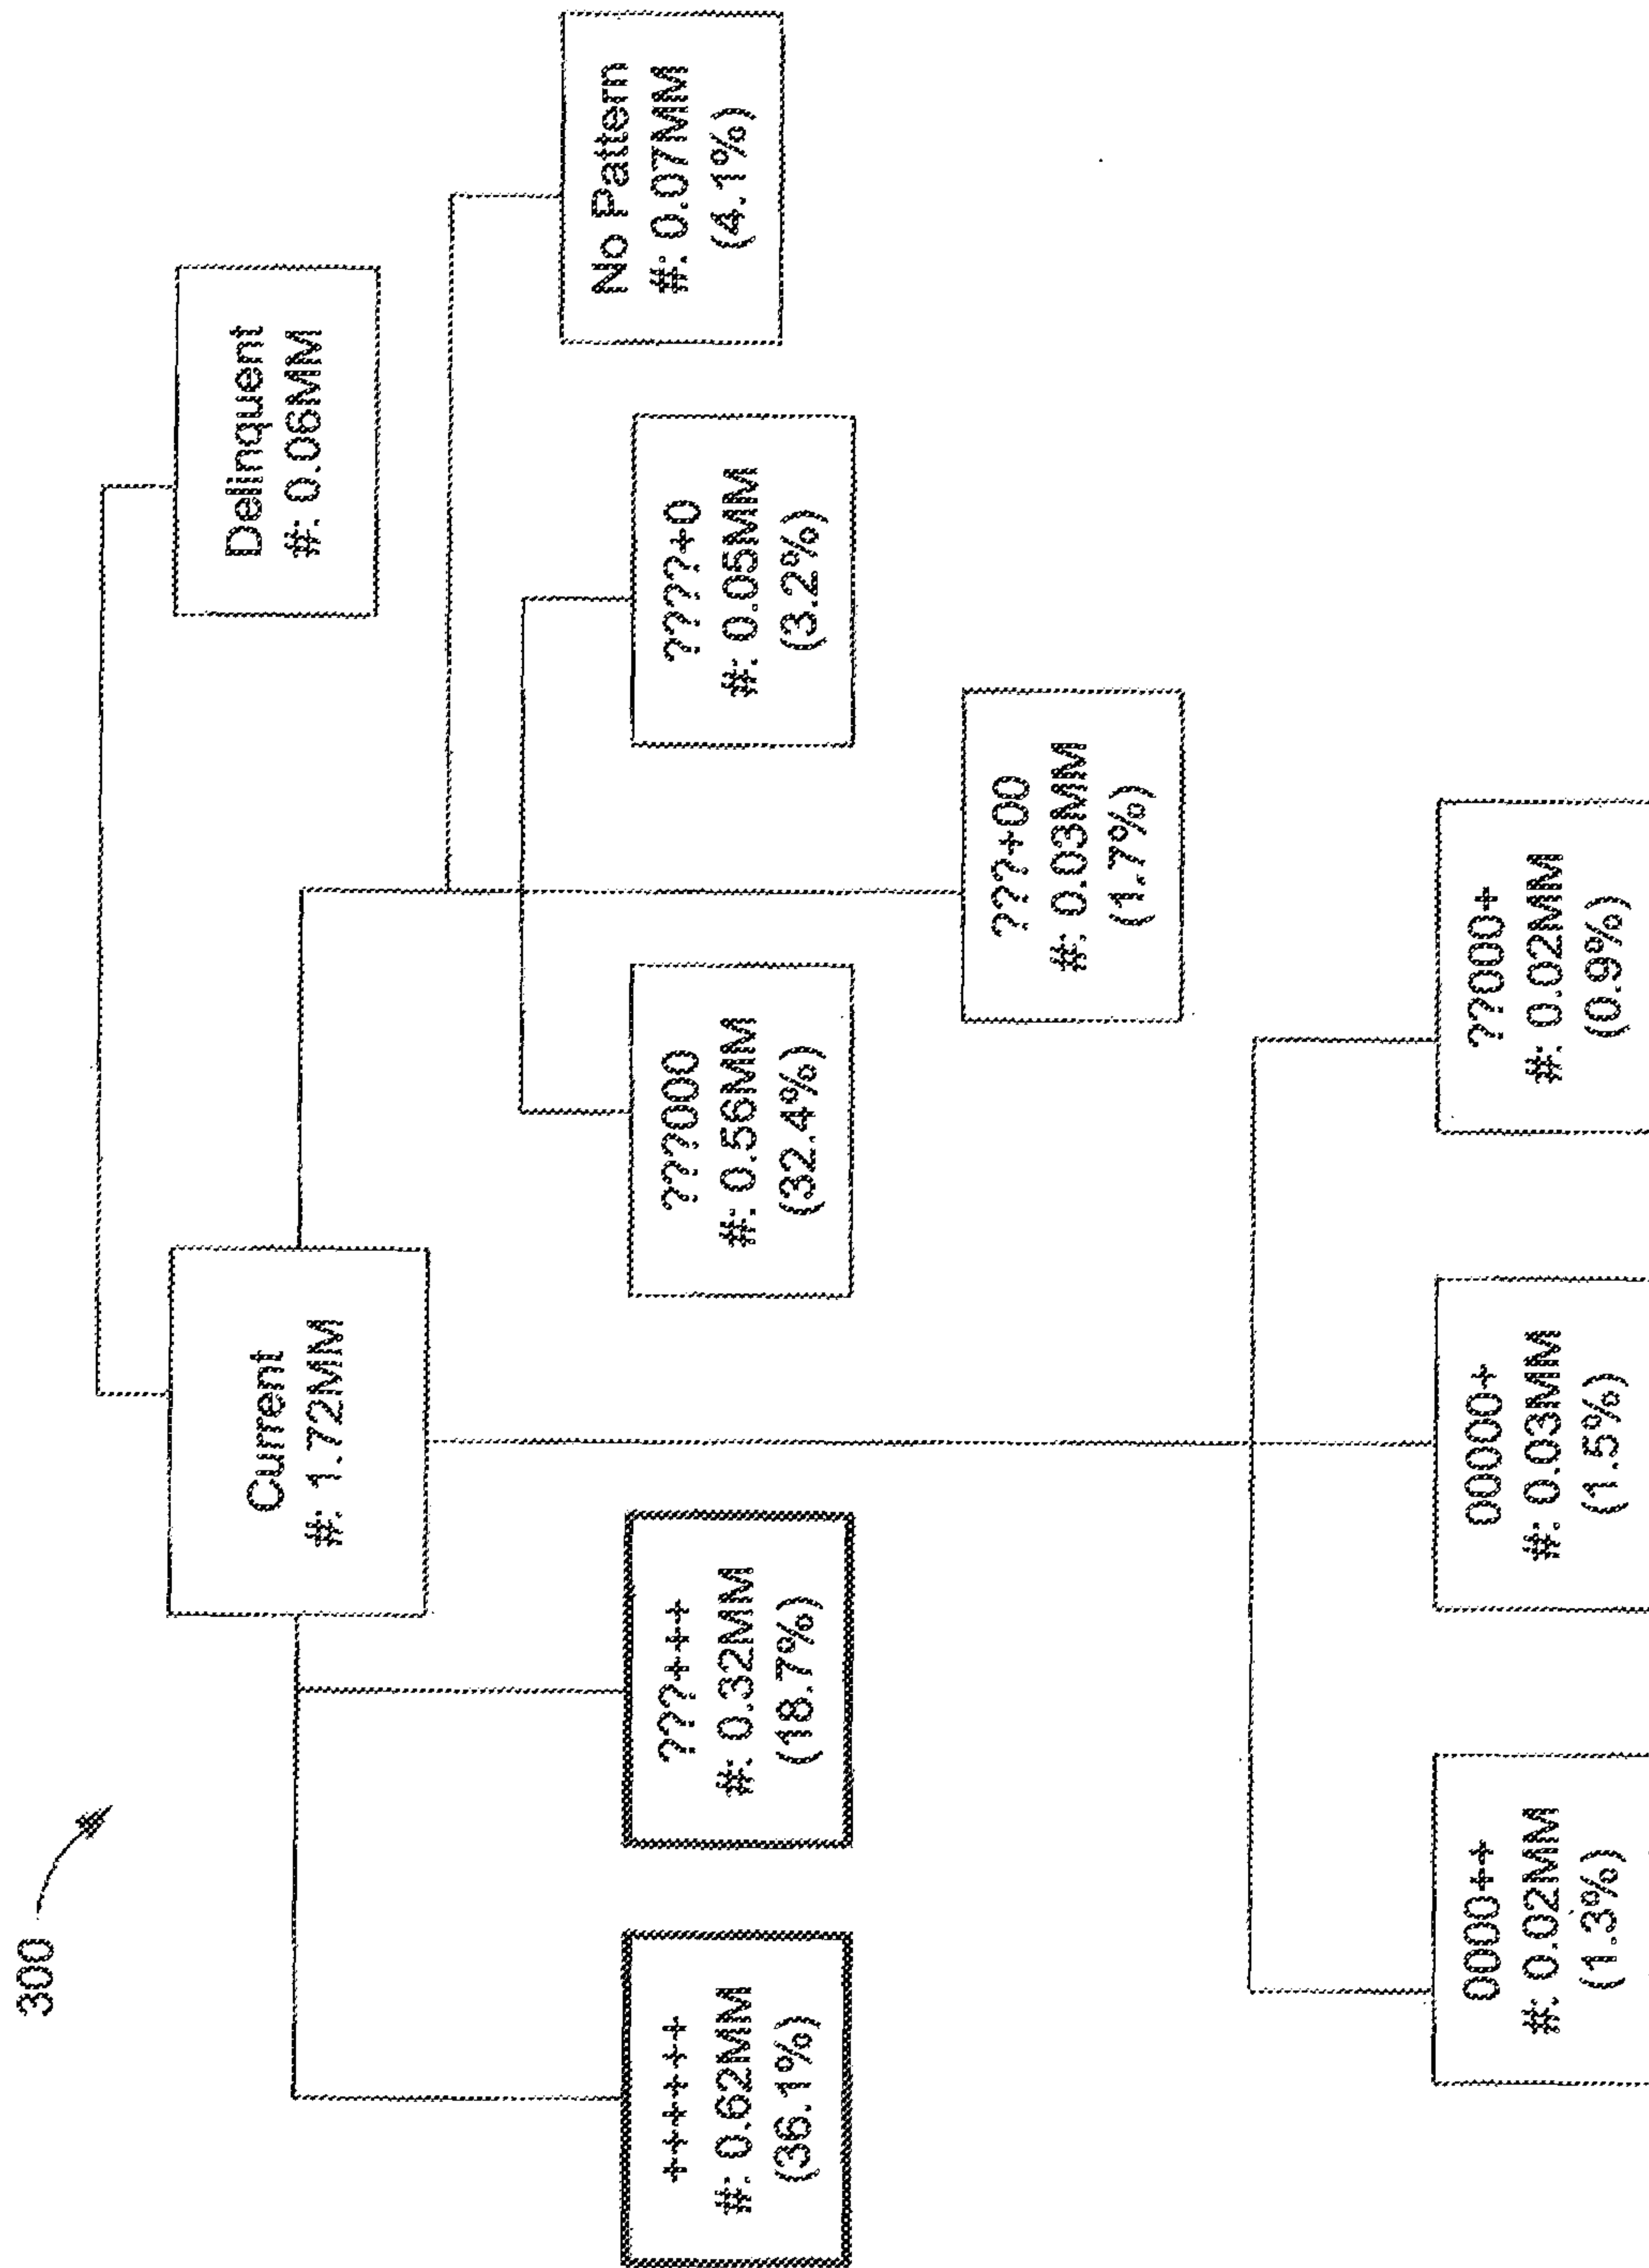 300
Current
#: 1.72MM
Delinquent
#: 0.06MM
++++++
#: 0.62MM
(36.1%)
???+++
#: 0.32MM
(18.7%)
???000
#: 0.56MM
(32.4%)
????+0
#: 0.05MM
(3.2%)
No Pattern
#: 0.07MM
(4.1%)
???+00
#: 0.03MM
(1.7%)
0000++
#: 0.02MM
(1.3%)
00000+
#: 0.03MM
(1.5%)
??000+
#: 0.02MM
(0.9%)